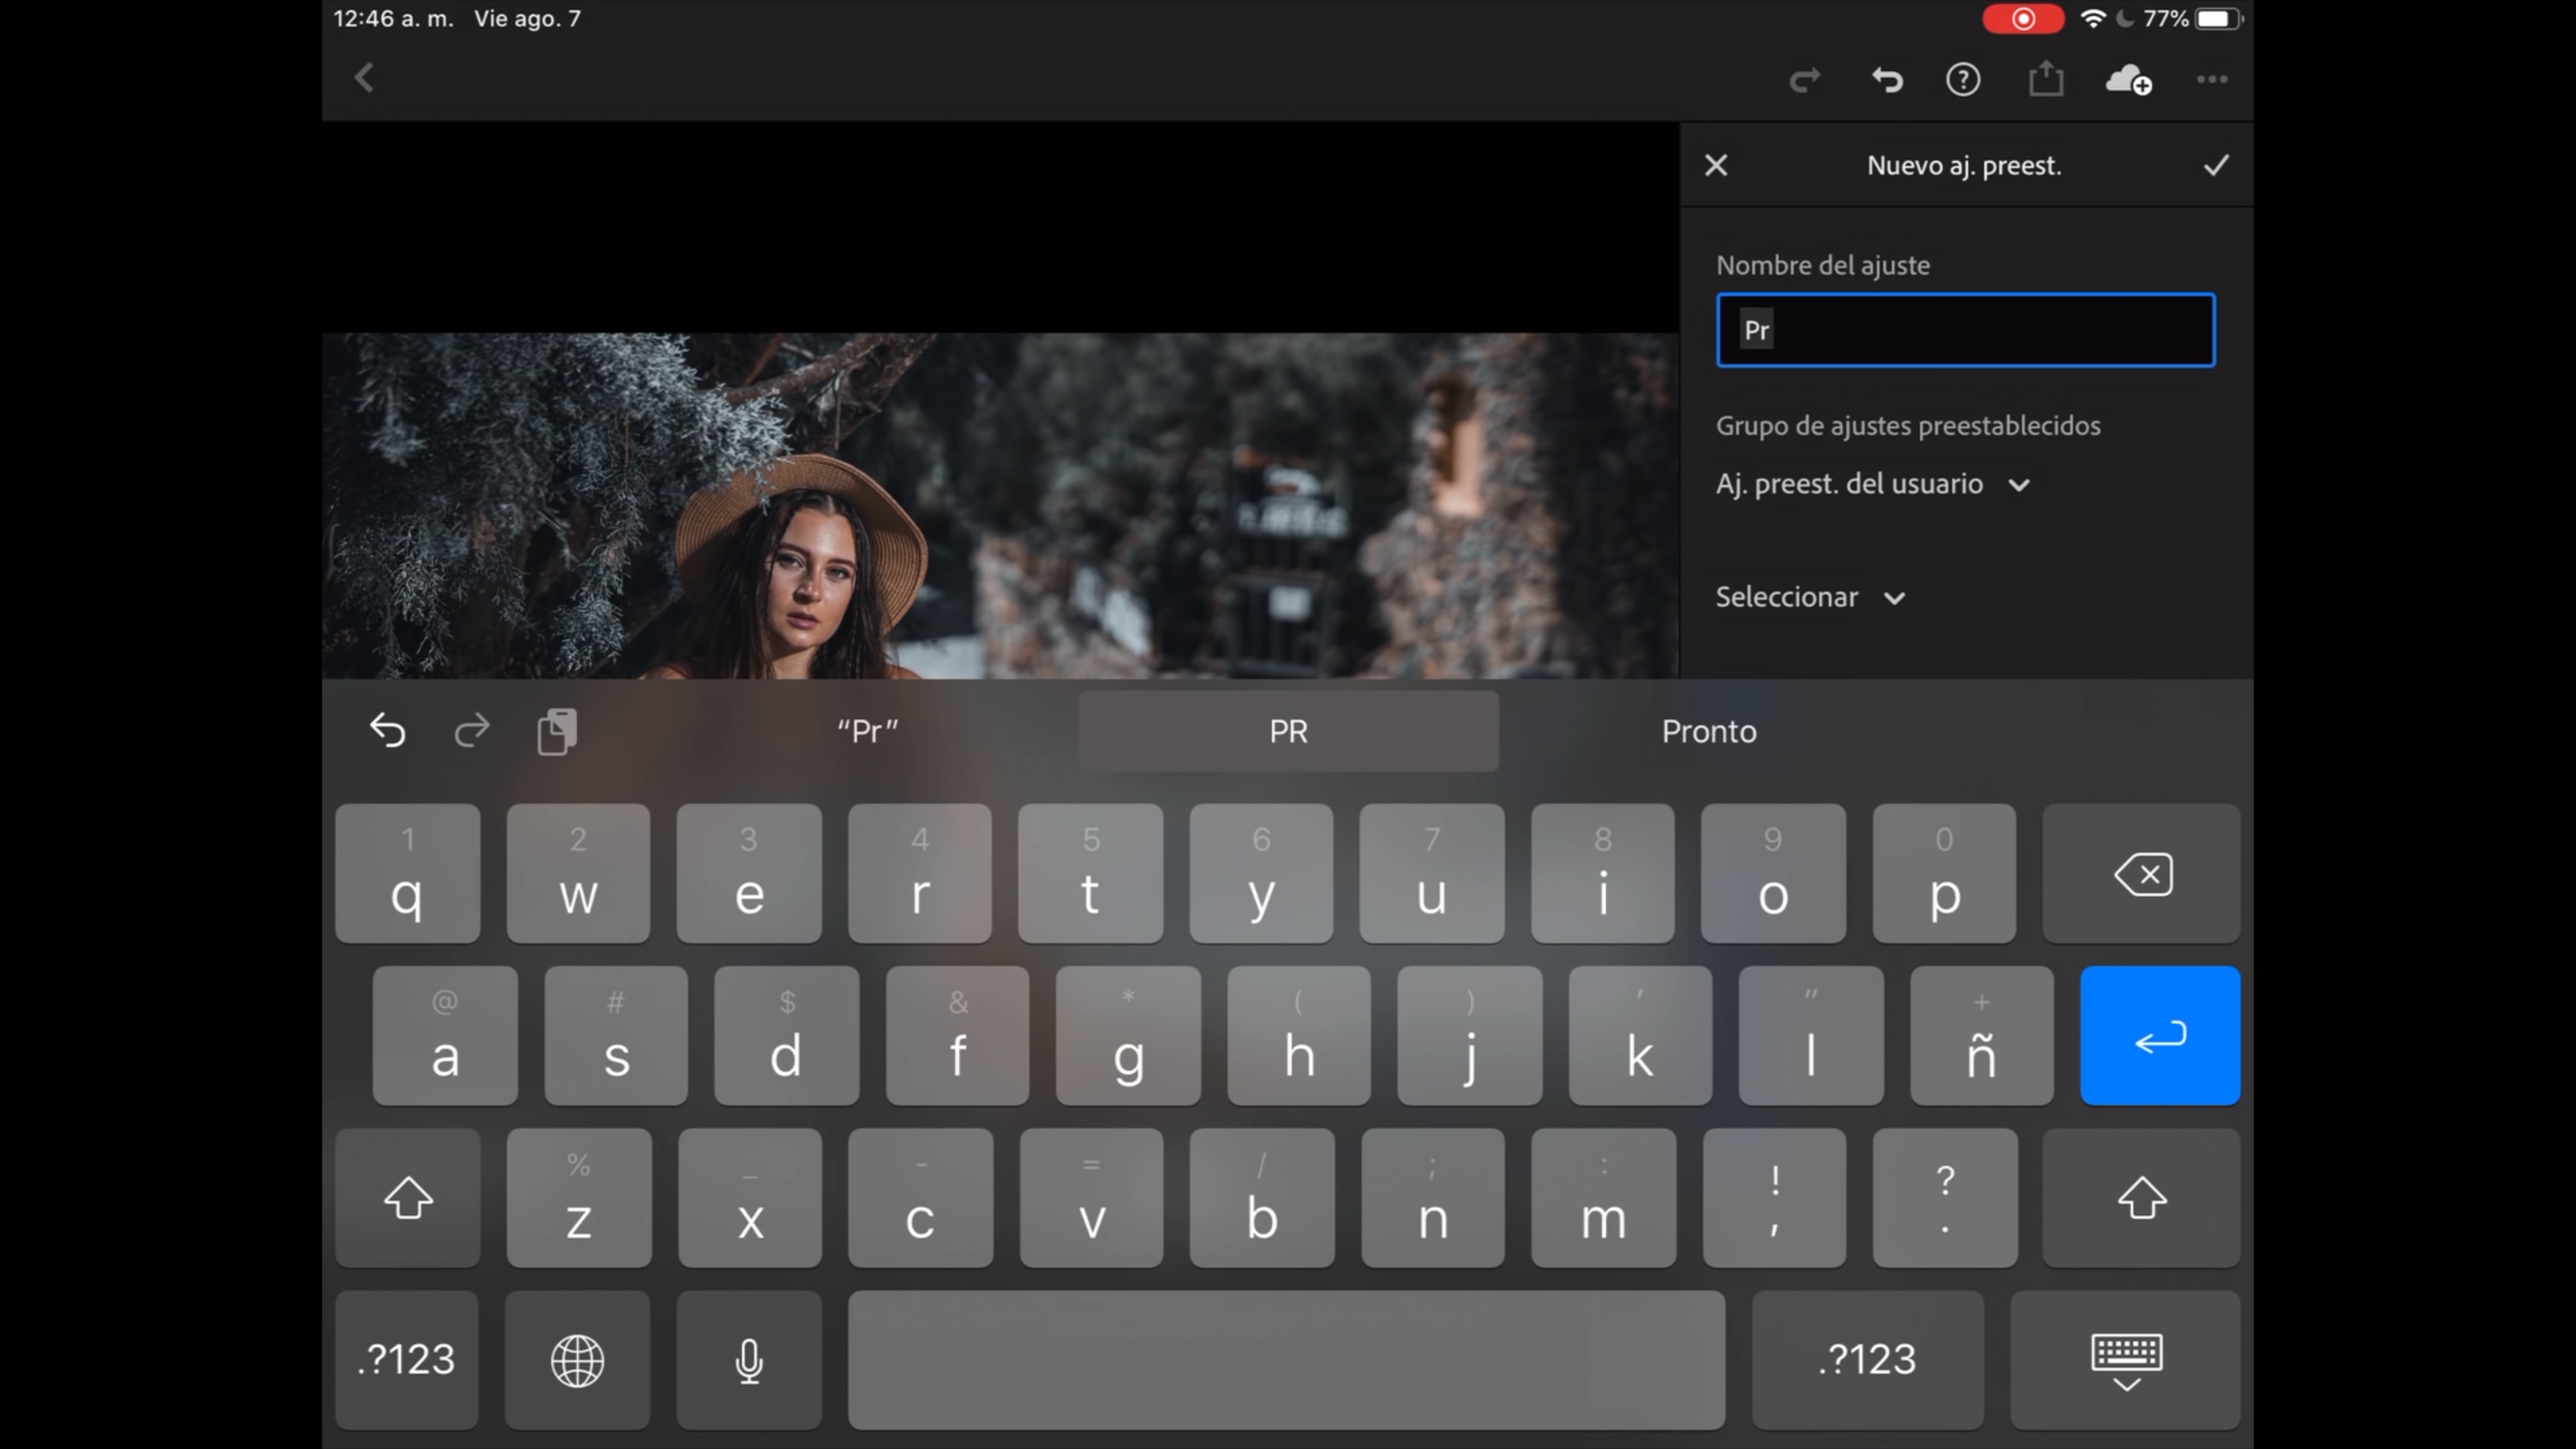 12:46 a. m. Vie ago. 7 77%
Nuevo aj. preest.
Nombre del ajuste
Pr
Grupo de ajustes preestablecidos
Aj. preest. del usuario
Seleccionar
“Pr” PR Pronto
1 2 3 4 5 6 7 8 9 0
q w e r t y u i o p
@ # $ & * ( ) ' " +
a s d f g h j k l ñ
% _ - = / ; : ! ?
z x c v b n m , .
.?123 .?123